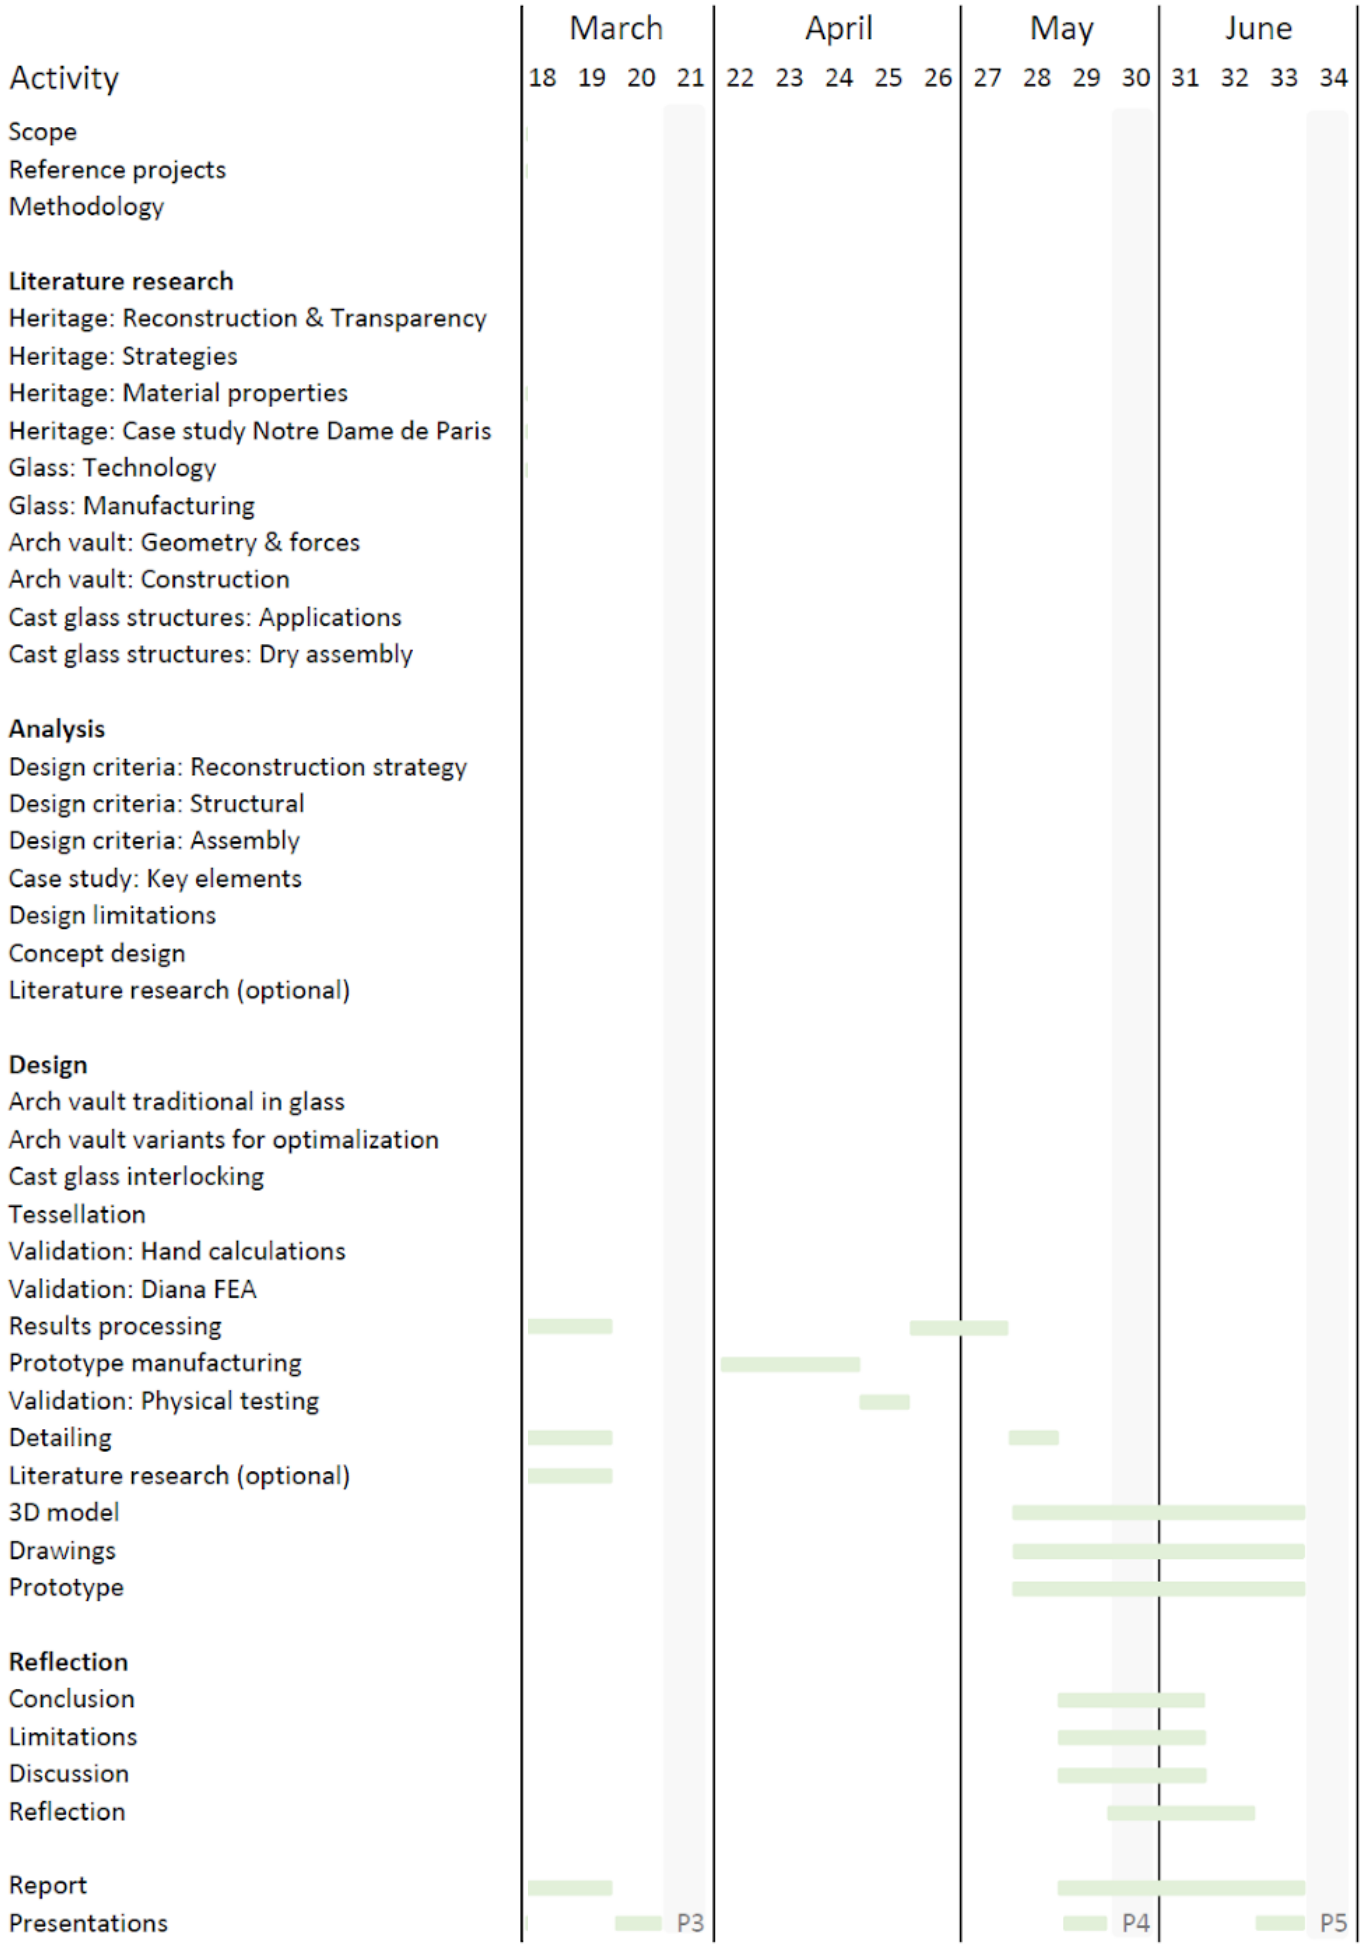 March April May June
Activity 18 19 20 21 22 23 24 25 26 27 28 29 30 31 32 33 34
Scope
Reference projects
Methodology
Literature research
Heritage: Reconstruction & Transparency
Heritage: Strategies
Heritage: Material properties
Heritage: Case study Notre Dame de Paris
Glass: Technology
Glass: Manufacturing
Arch vault: Geometry & forces
Arch vault: Construction
Cast glass structures: Applications
Cast glass structures: Dry assembly
Analysis
Design criteria: Reconstruction strategy
Design criteria: Structural
Design criteria: Assembly
Case study: Key elements
Design limitations
Concept design
Literature research (optional)
Design
Arch vault traditional in glass
Arch vault variants for optimalization
Cast glass interlocking
Tessellation
Validation: Hand calculations
Validation: Diana FEA
Results processing
Prototype manufacturing
Validation: Physical testing
Detailing
Literature research (optional)
3D model
Drawings
Prototype
Reflection
Conclusion
Limitations
Discussion
Reflection
Report
Presentations P3 P4 P5